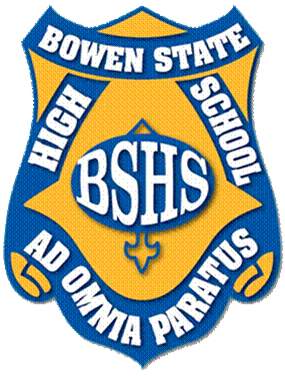 BOWEN STATE
HIGH
SCHOOL
BSHS
AD OMNIA PARATUS